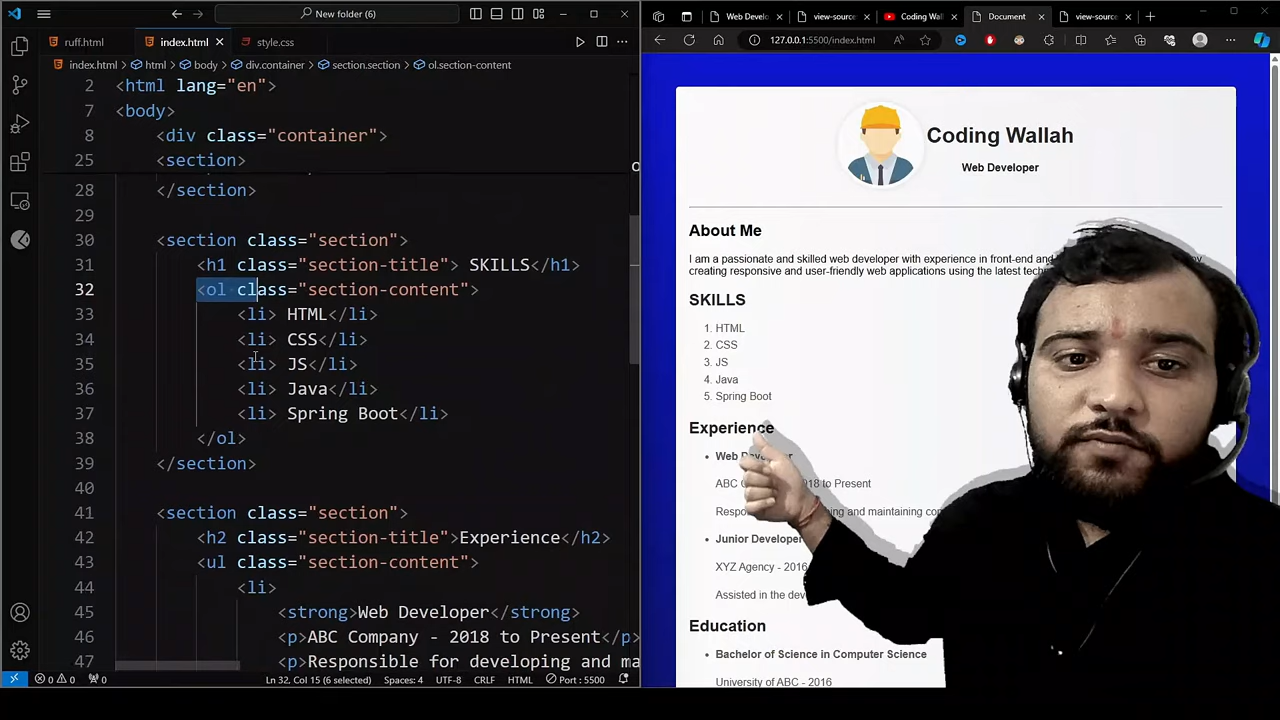 New folder (6)
ruff.html
index.html
style.css
index.html > html > body > div.container > section.section > ol.section-content
2 <html lang="en">
7 <body>
8 <div class="container">
25 <section>
28 </section>
29
30 <section class="section">
31 <h1 class="section-title"> SKILLS</h1>
32 <ol class="section-content">
33 <li> HTML</li>
34 <li> CSS</li>
35 <li> JS</li>
36 <li> Java</li>
37 <li> Spring Boot</li>
38 </ol>
39 </section>
40
41 <section class="section">
42 <h2 class="section-title">Experience</h2>
43 <ul class="section-content">
44 <li>
45 <strong>Web Developer</strong>
46 <p>ABC Company - 2018 to Present</p>
47 <p>Responsible for developing and ma
0 0 0
Ln 32, Col 15 (6 selected)
Spaces: 4
UTF-8
CRLF
HTML
Port : 5500
Web Develo
view-source
Coding Wal
Document
view-source
127.0.0.1:5500/index.html
Coding Wallah
Web Developer
About Me
I am a passionate and skilled web developer with experience in front-end and
creating responsive and user-friendly web applications using the latest
SKILLS
1. HTML
2. CSS
3. JS
4. Java
5. Spring Boot
Experience
Web
ABC 2018 to Present
and maintaining
Junior Developer
XYZ Agency - 2016
Assisted in the
Education
Bachelor of Science in Computer Science
University of ABC - 2016